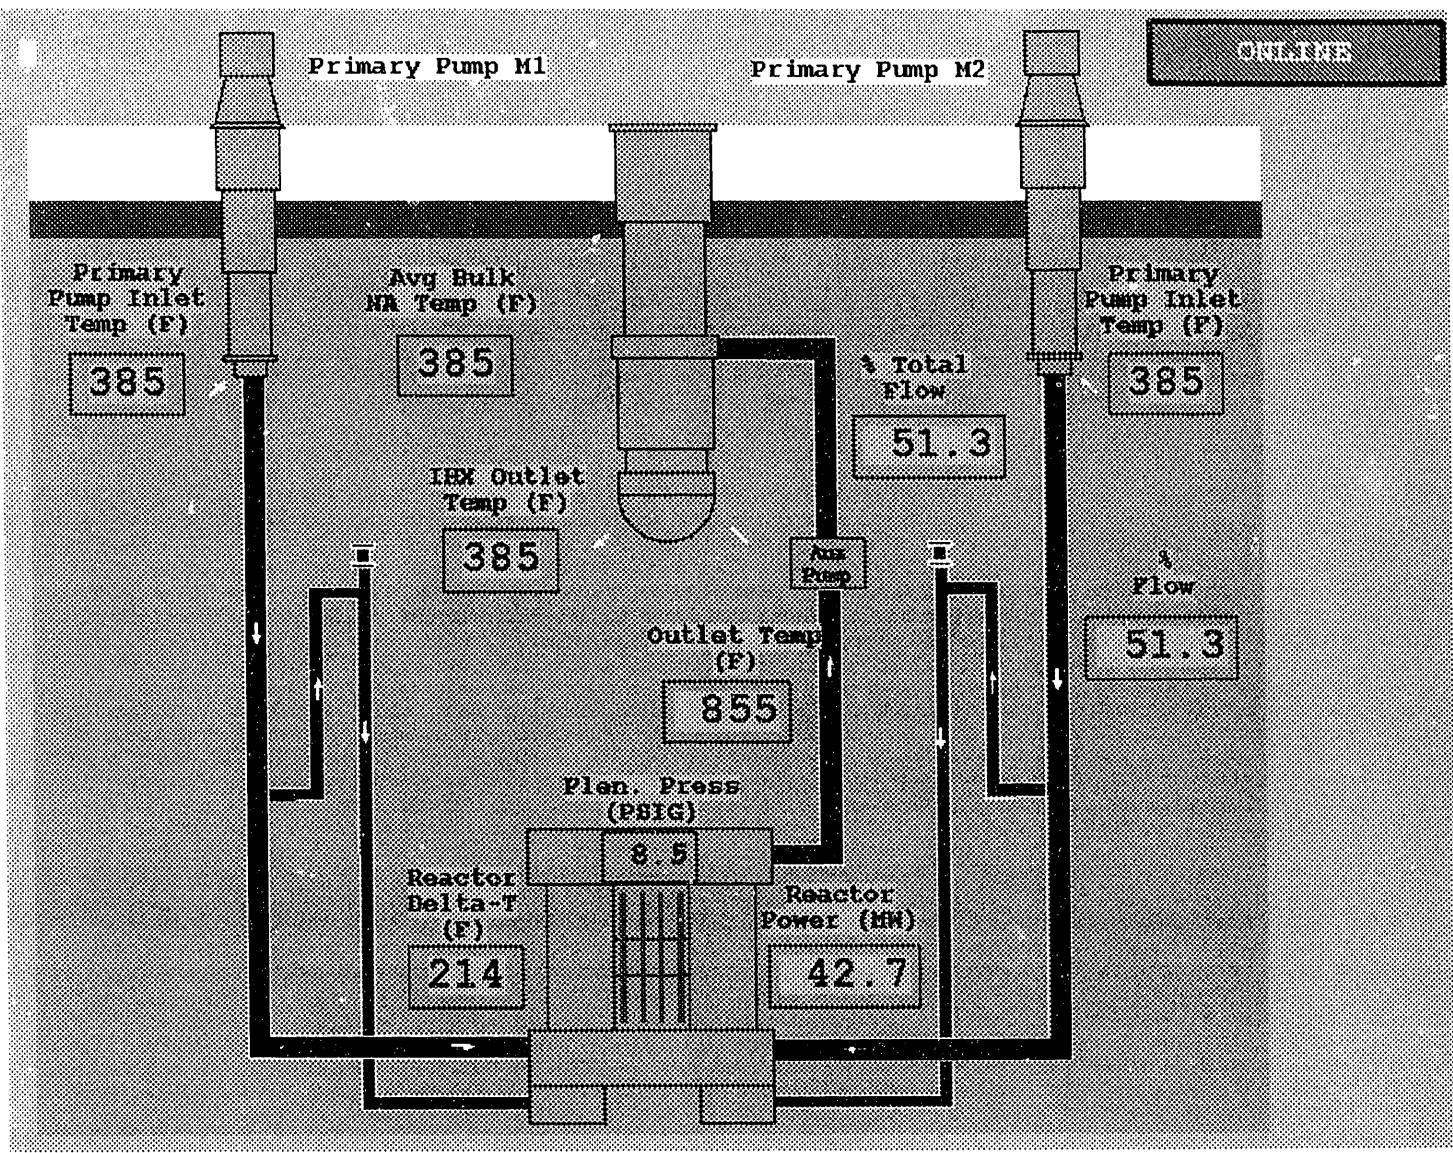 Primary Pump M1
Primary Pump M2
ONLINE
Primary
Pump Inlet
Temp (F)
385
Avg Bulk
NA Temp (F)
385
Primary
Pump Inlet
Temp (F)
385
% Total
Flow
51.3
IHX Outlet
Temp (F)
385
Aux
Pump
%
Flow
51.3
Outlet Temp
(F)
855
Plen. Press
(PSIG)
8.5
Reactor
Delta-T
(F)
214
Reactor
Power (MW)
42.7